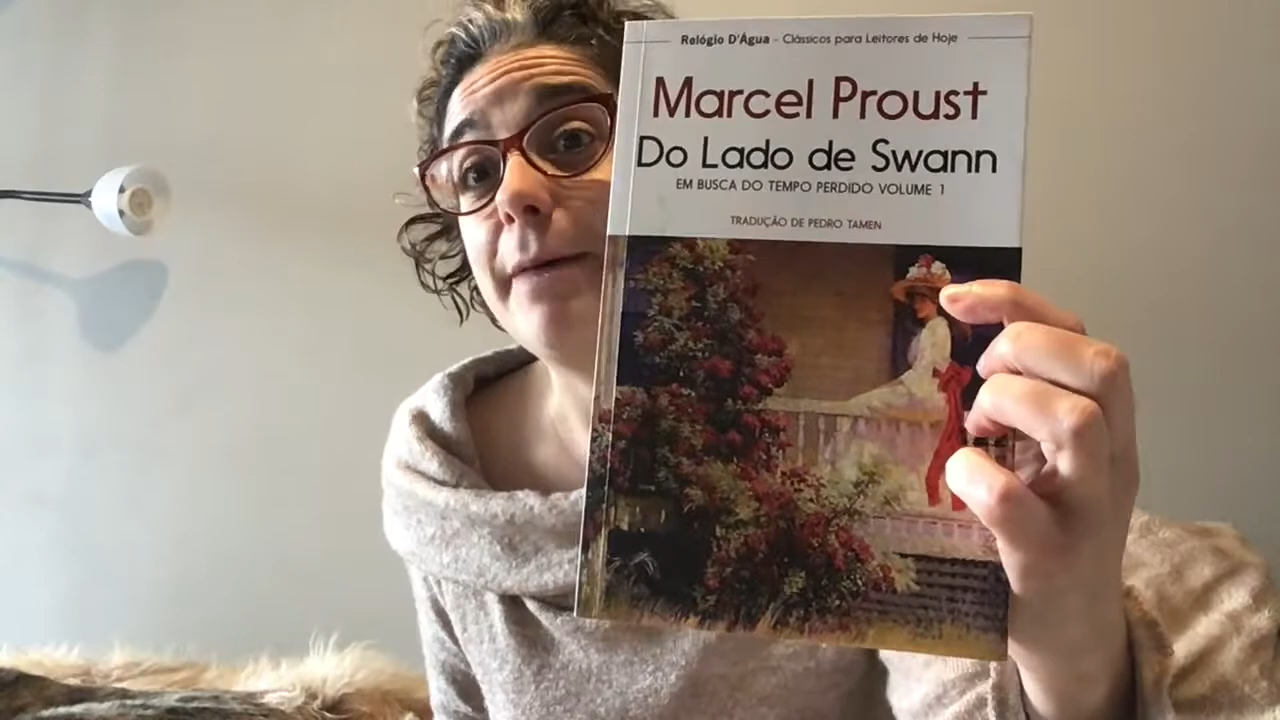 Relógio D'Água – Clássicos para Leitores de Hoje
Marcel Proust
Do Lado de Swann
EM BUSCA DO TEMPO PERDIDO VOLUME 1
TRADUÇÃO DE PEDRO TAMEN